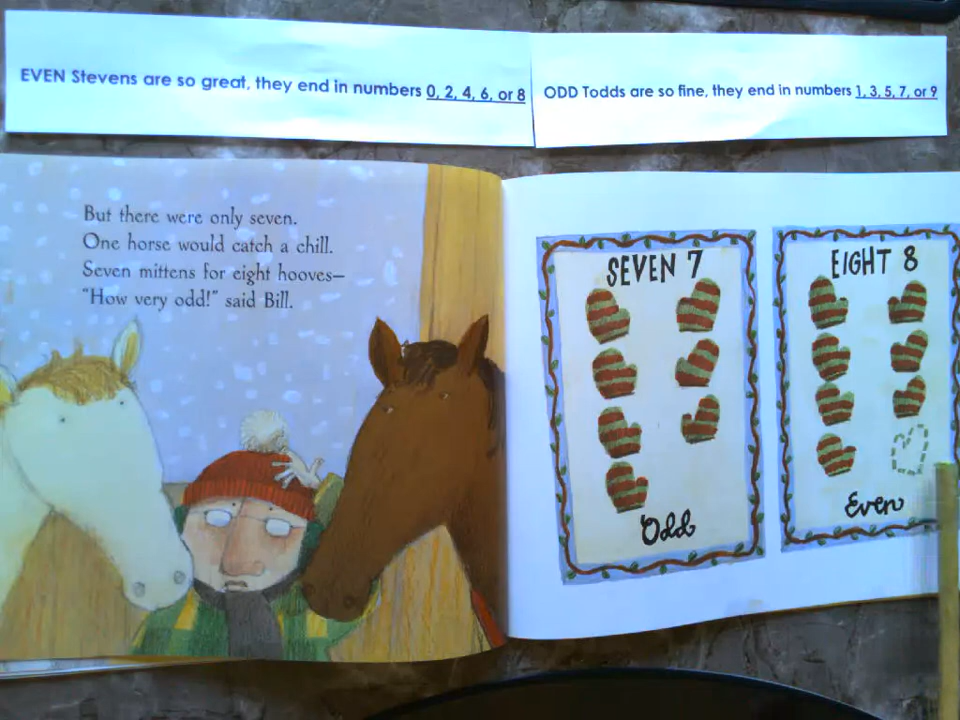 EVEN Stevens are so great, they end in numbers 0, 2, 4, 6, or 8
ODD Todds are so fine, they end in numbers 1, 3, 5, 7, or 9
But there were only seven.
One horse would catch a chill.
Seven mittens for eight hooves—
“How very odd!” said Bill.
SEVEN 7
Odd
EIGHT 8
Even